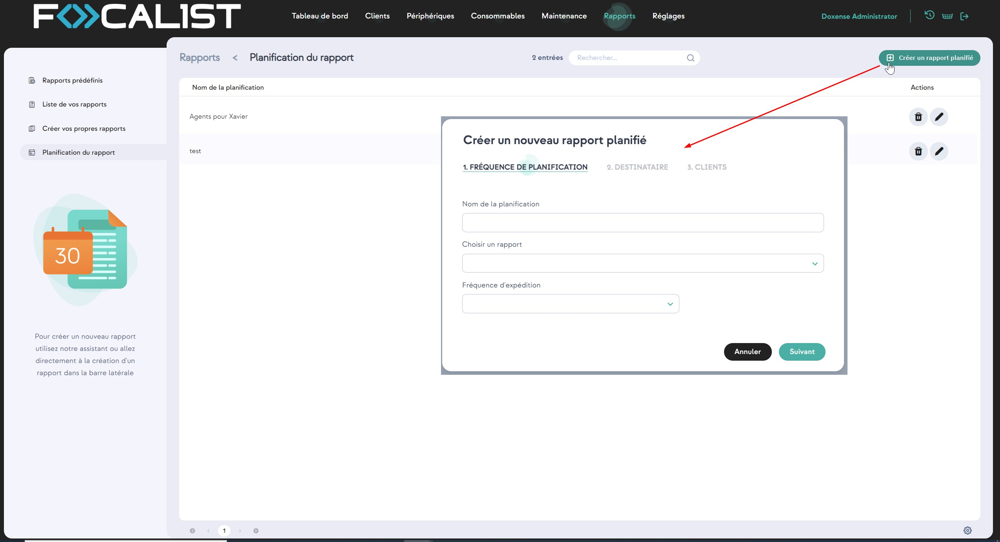 FOCALIST
Tableau de bord
Clients
Périphériques
Consommables
Maintenance
Rapports
Réglages
Doxense Administrator
Rapports prédéfinis
Liste de vos rapports
Créer vos propres rapports
Planification du rapport
30
Pour créer un nouveau rapport
utilisez notre assistant ou allez
directement à la création d'un
rapport dans la barre latérale
Rapports < Planification du rapport
2 entrées
Rechercher...
Créer un rapport planifié
Nom de la planification
Actions
Agents pour Xavier
test
Créer un nouveau rapport planifié
1. FRÉQUENCE DE PLANIFICATION
2. DESTINATAIRE
3. CLIENTS
Nom de la planification
Choisir un rapport
Fréquence d'expédition
Annuler
Suivant
1